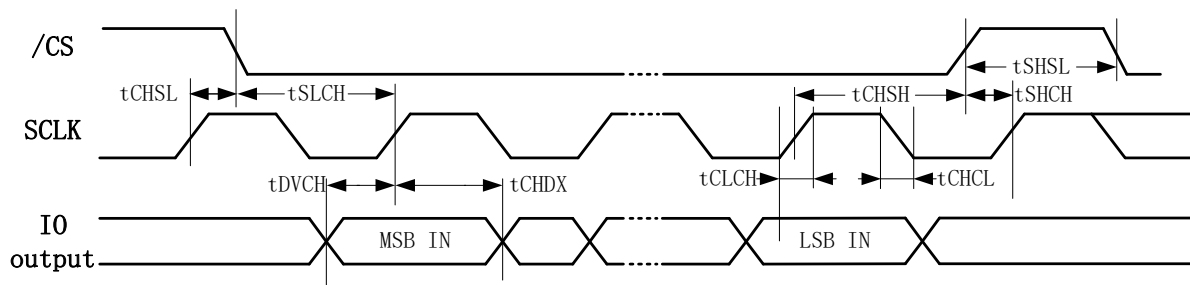 /CS
tSHSL
tCHSL
tSLCH
tCHSH
tSHCH
SCLK
tDVCH
tCHDX
tCLCH
tCHCL
IO
output
MSB IN
LSB IN